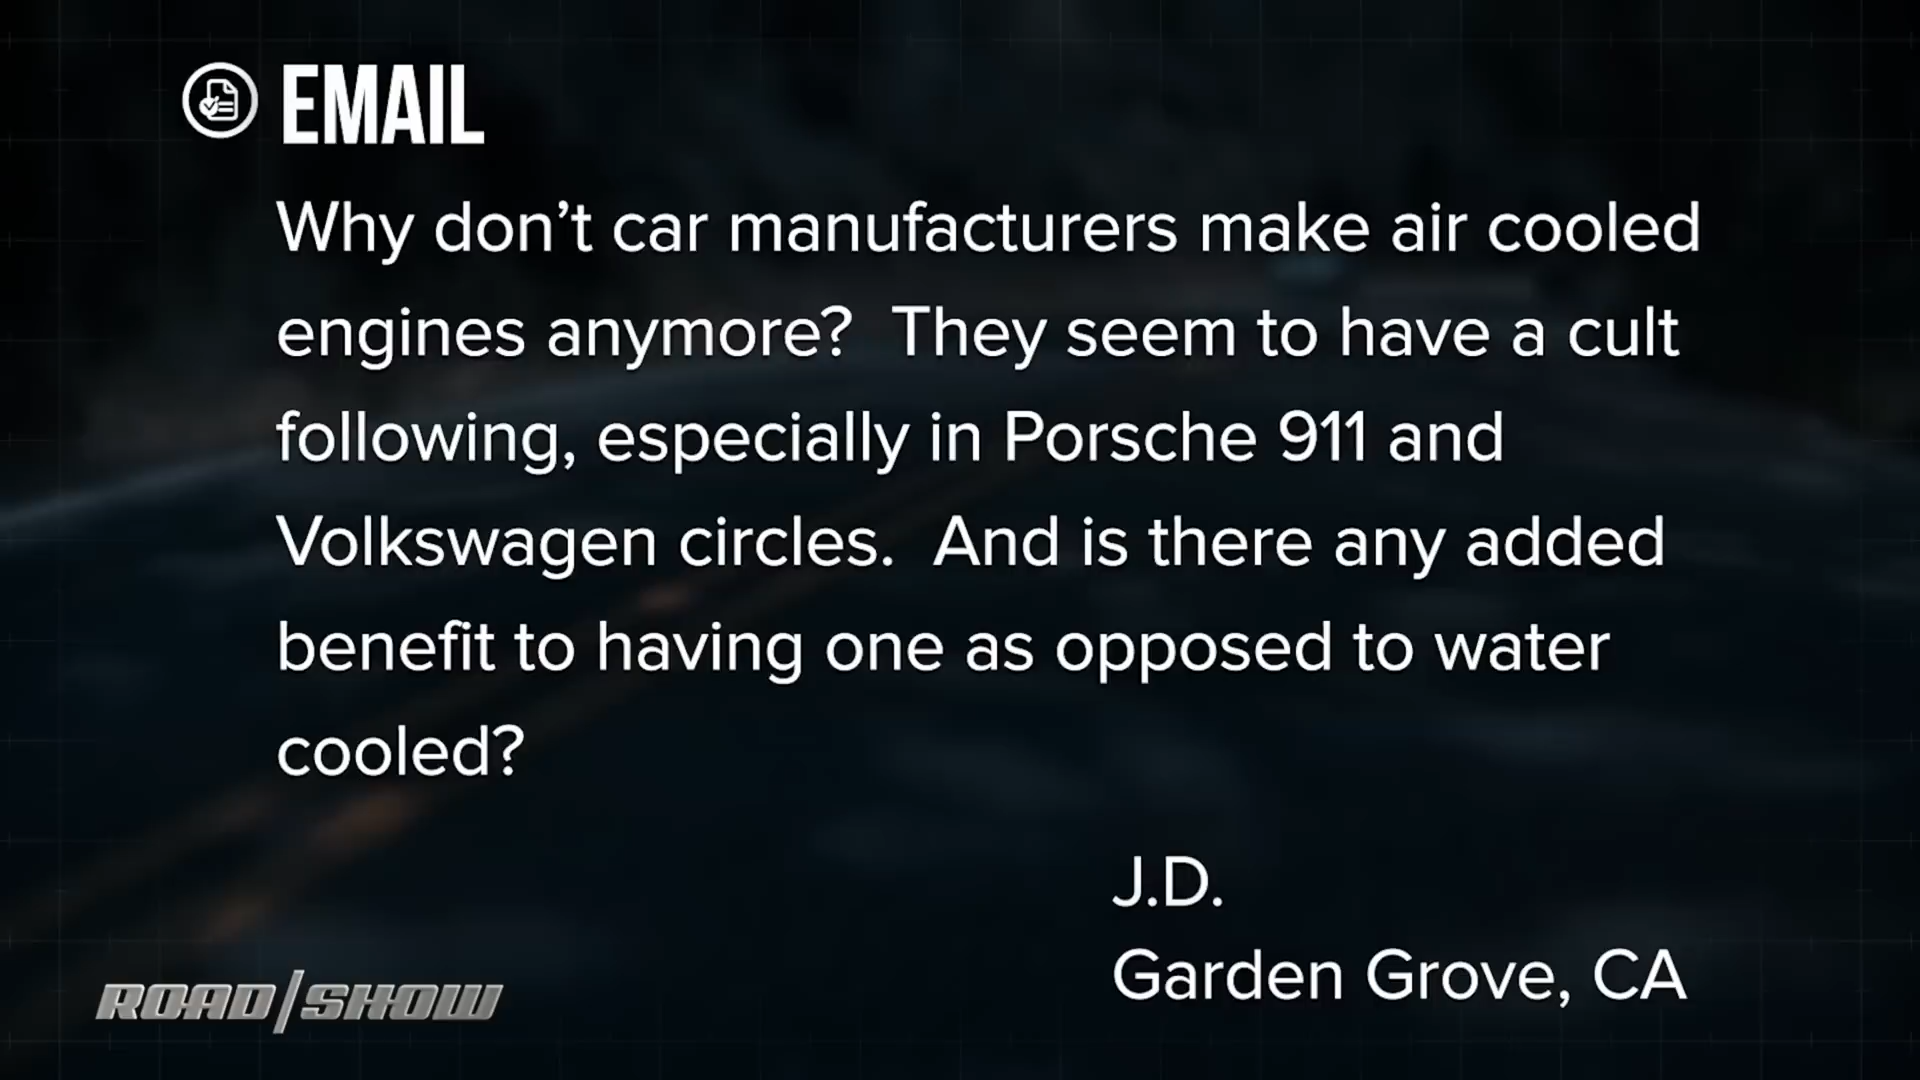 EMAIL
Why don’t car manufacturers make air cooled
engines anymore?  They seem to have a cult
following, especially in Porsche 911 and
Volkswagen circles.  And is there any added
benefit to having one as opposed to water
cooled?
J.D.
Garden Grove, CA
ROAD/SHOW